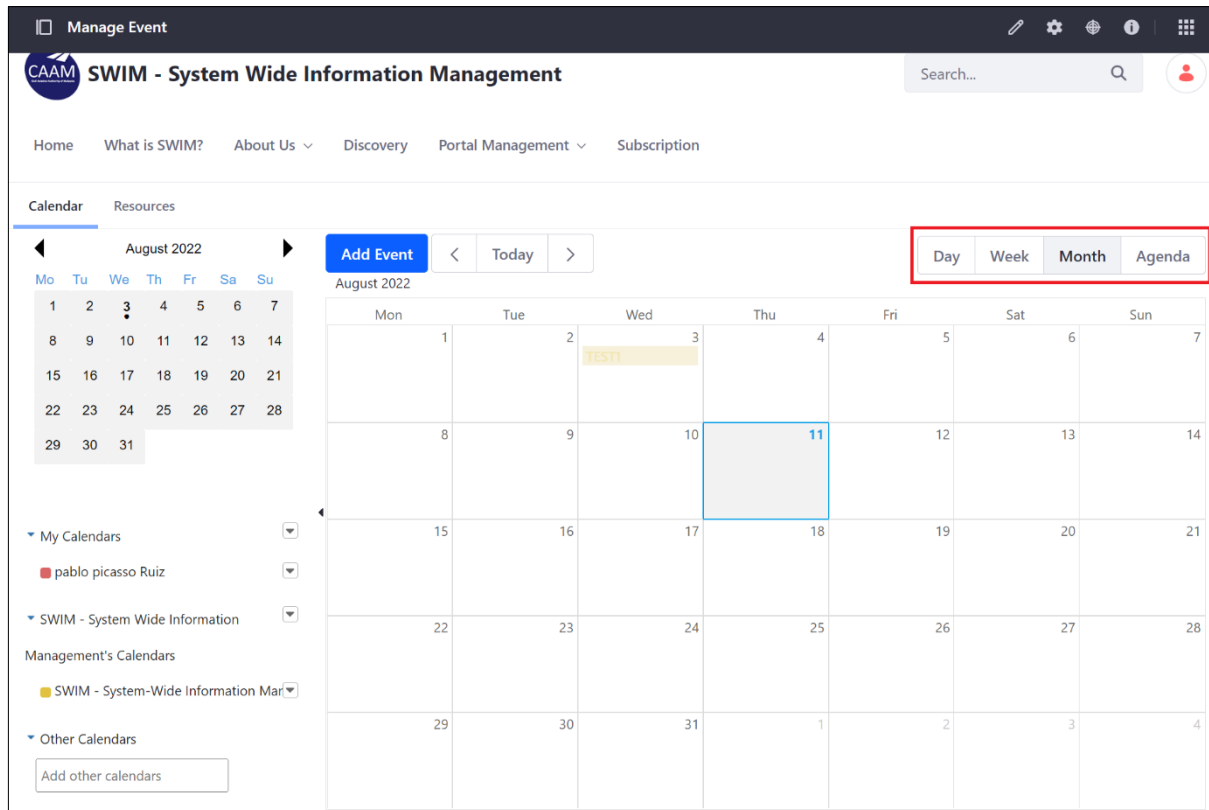 Manage Event
CAAM SWIM - System Wide Information Management
Search...
Home What is SWIM? About Us Discovery Portal Management Subscription
Calendar Resources
August 2022
Mo Tu We Th Fr Sa Su
1 2 3 4 5 6 7
8 9 10 11 12 13 14
15 16 17 18 19 20 21
22 23 24 25 26 27 28
29 30 31
My Calendars
pablo picasso Ruiz
SWIM - System Wide Information
Management's Calendars
SWIM - System-Wide Information Mar
Other Calendars
Add other calendars
Add Event < Today > Day Week Month Agenda
August 2022
Mon Tue Wed Thu Fri Sat Sun
1 2 3 4 5 6 7
TEST1
8 9 10 11 12 13 14
15 16 17 18 19 20 21
22 23 24 25 26 27 28
29 30 31 1 2 3 4